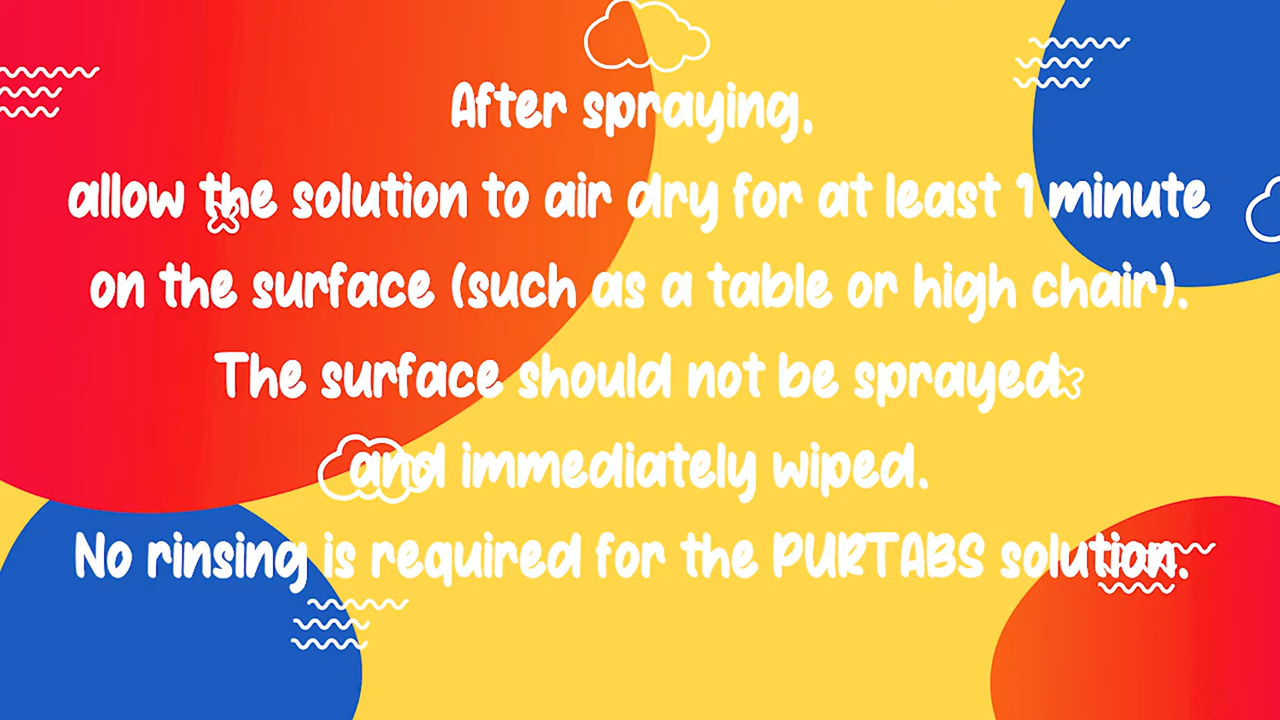 After spraying,
allow the solution to air dry for at least 1 minute
on the surface (such as a table or high chair).
The surface should not be sprayed
and immediately wiped.
No rinsing is required for the PURTABS solution.